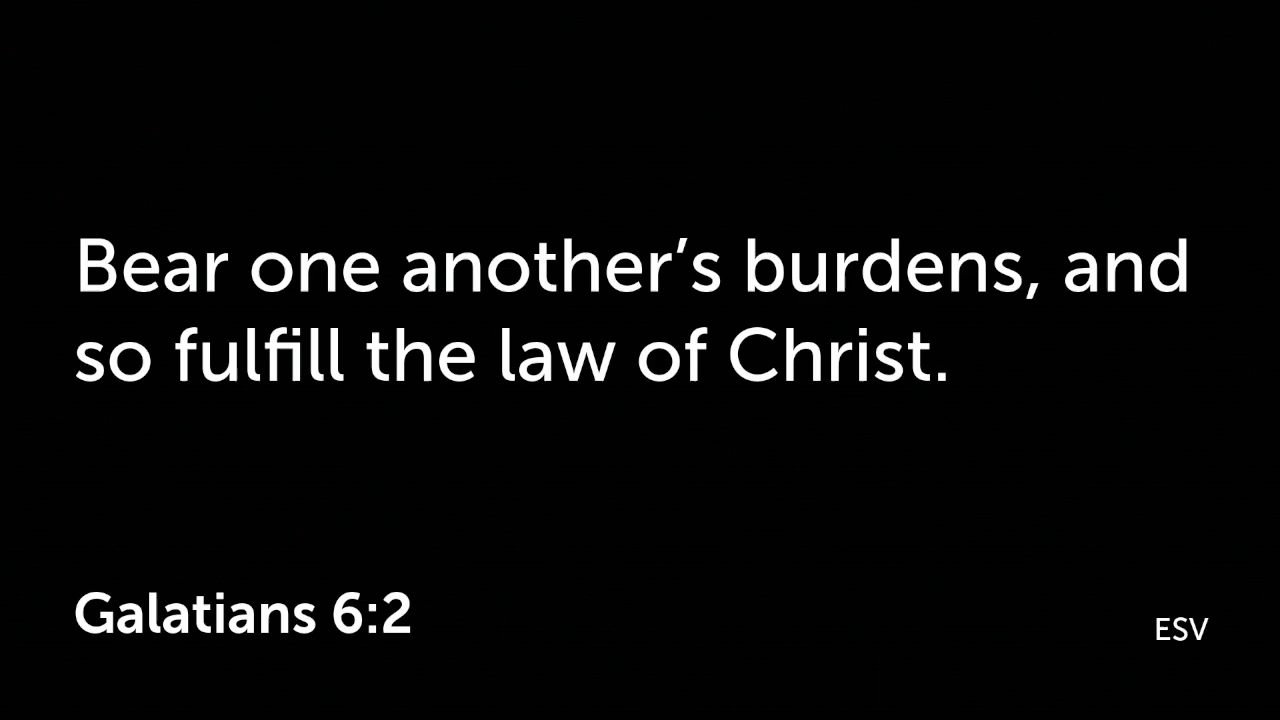 Bear one another’s burdens, and
so fulfill the law of Christ.
Galatians 6:2
ESV